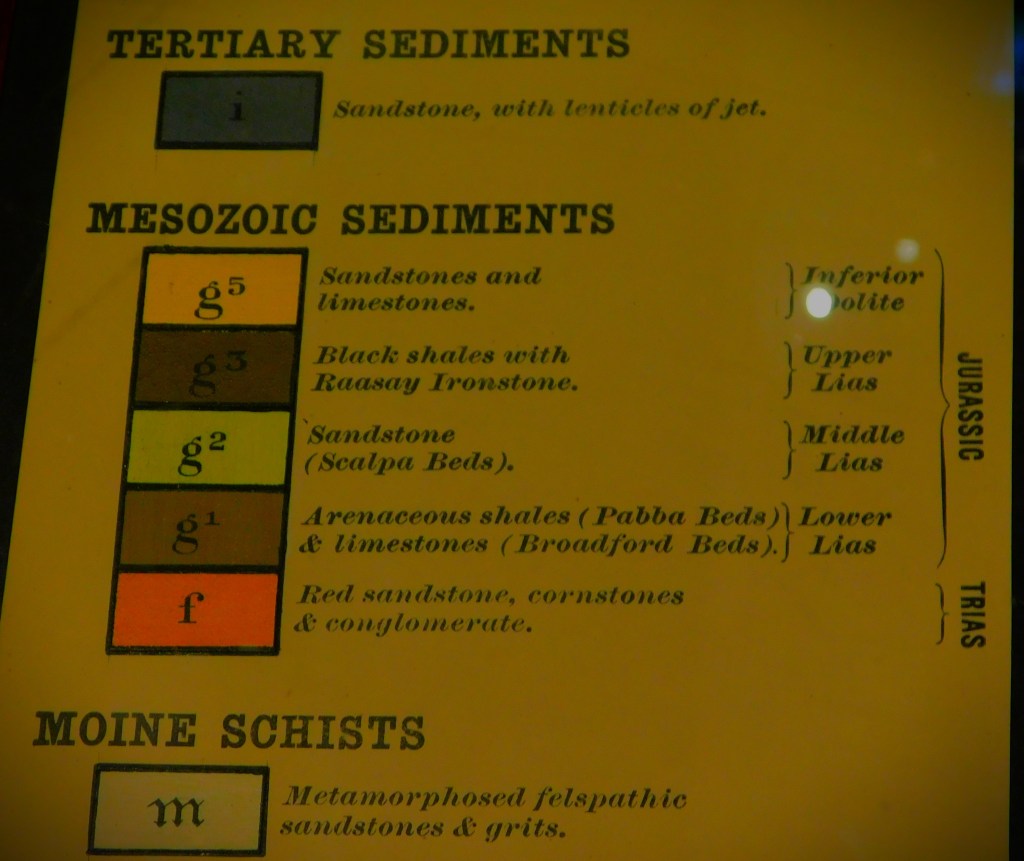 TERTIARY SEDIMENTS
i Sandstone, with lenticles of jet.
MESOZOIC SEDIMENTS
g5 Sandstones and limestones. Inferior Oolite
g3 Black shales with Raasay Ironstone. Upper Lias
g2 Sandstone (Scalpa Beds). Middle Lias
g1 Arenaceous shales (Pabba Beds) & limestones (Broadford Beds). Lower Lias
JURASSIC
f Red sandstone, cornstones & conglomerate.
TRIAS
MOINE SCHISTS
m Metamorphosed felspathic sandstones & grits.